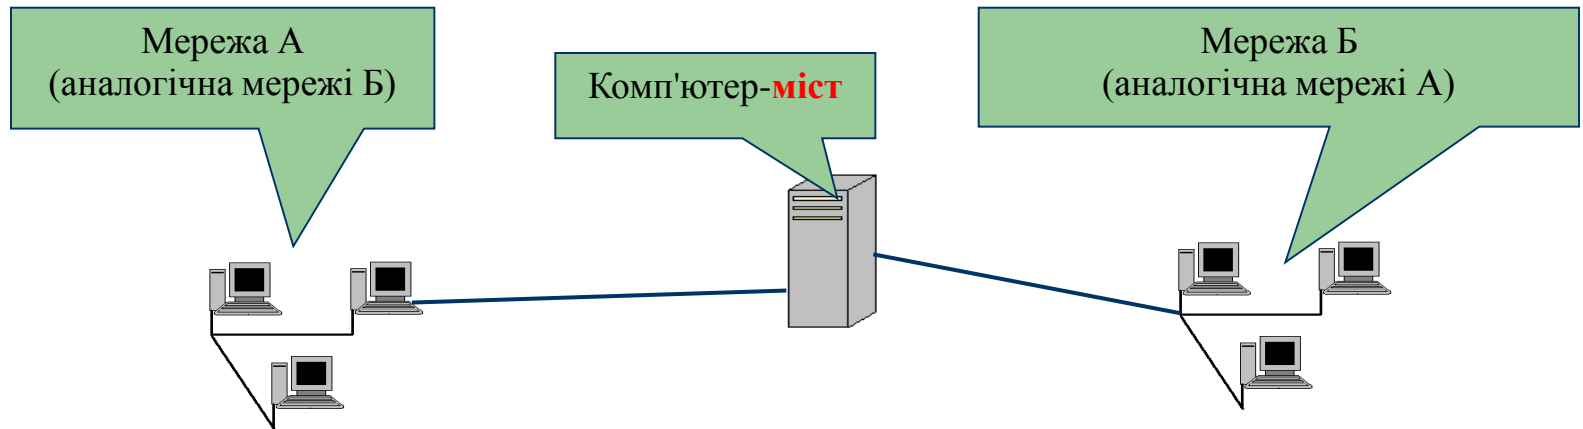 Мережа А
(аналогічна мережі Б)
Комп'ютер-міст
Мережа Б
(аналогічна мережі А)